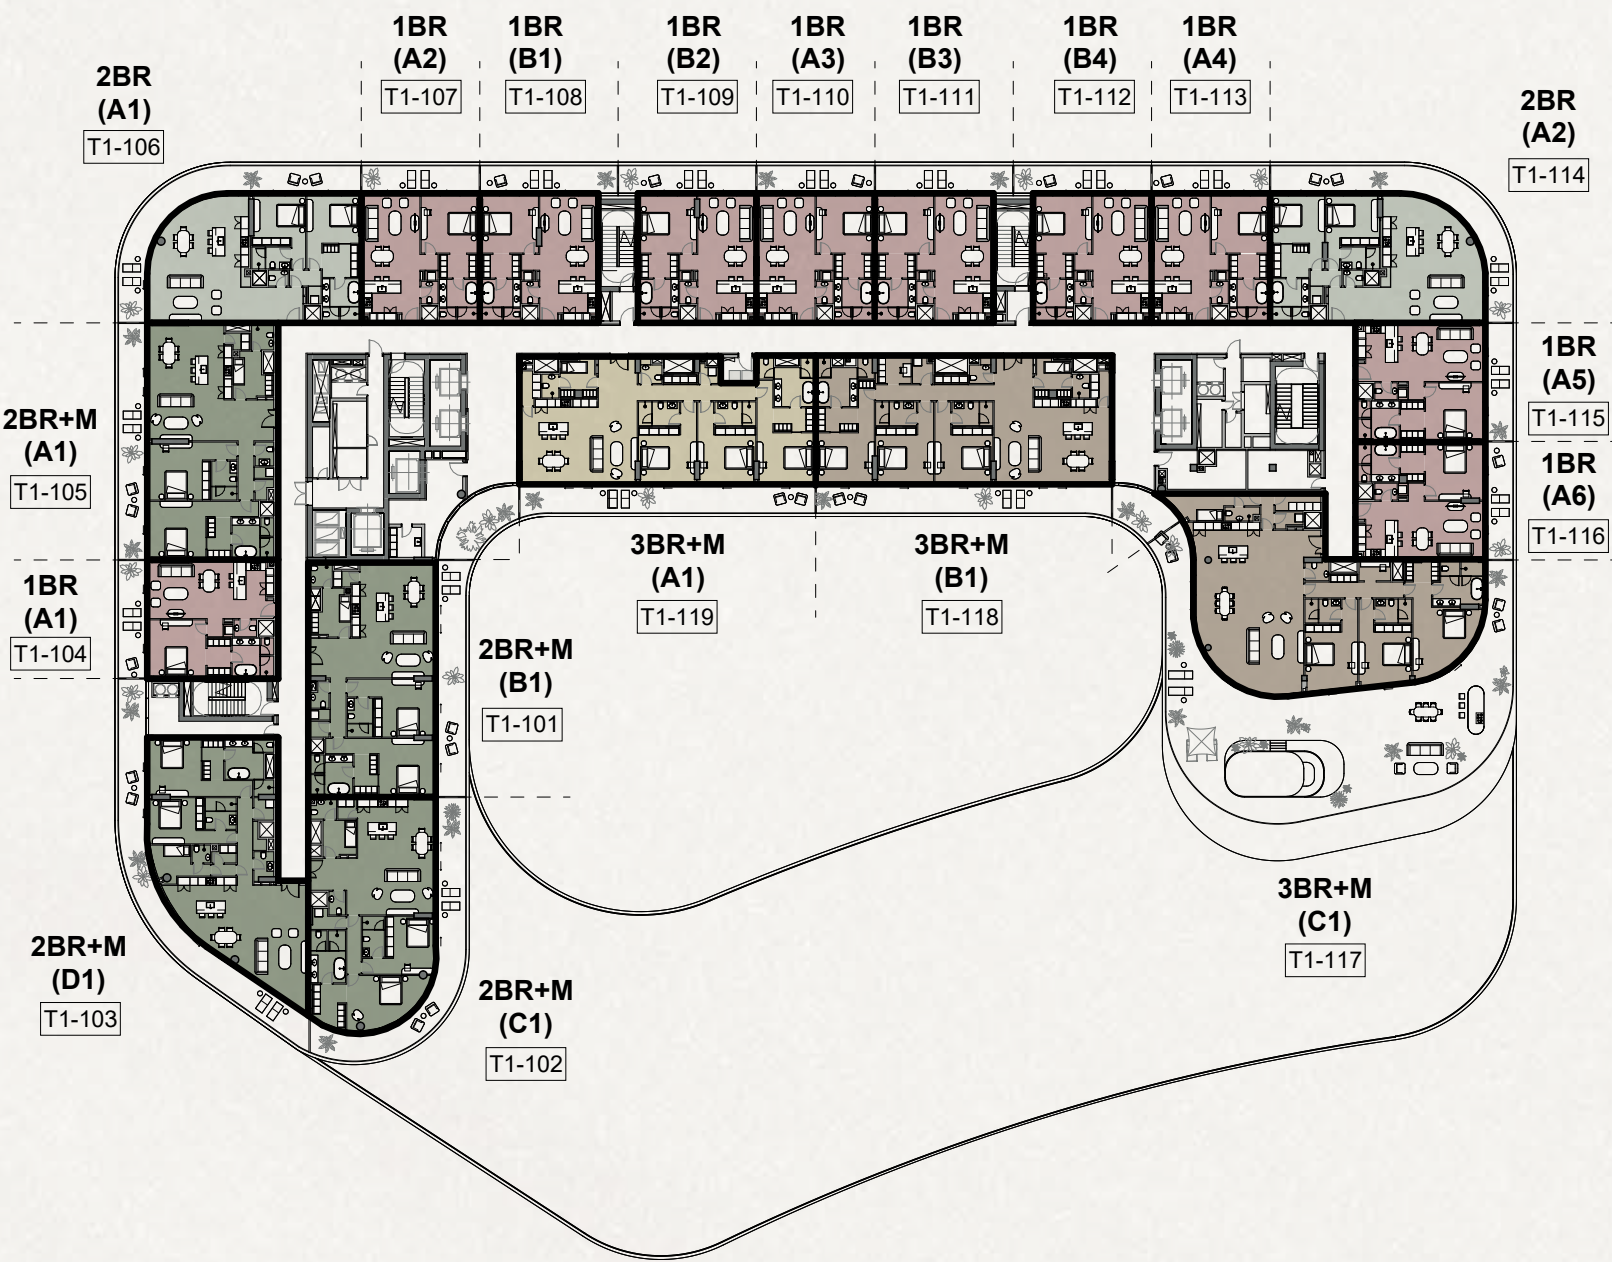 1BR
(A2)
T1-107
1BR
(B1)
T1-108
1BR
(B2)
T1-109
1BR
(A3)
T1-110
1BR
(B3)
T1-111
1BR
(B4)
T1-112
1BR
(A4)
T1-113
2BR
(A1)
T1-106
2BR
(A2)
T1-114
1BR
(A5)
T1-115
2BR+M
(A1)
T1-105
1BR
(A6)
T1-116
3BR+M
(A1)
T1-119
3BR+M
(B1)
T1-118
1BR
(A1)
T1-104
2BR+M
(B1)
T1-101
3BR+M
(C1)
T1-117
2BR+M
(D1)
T1-103
2BR+M
(C1)
T1-102